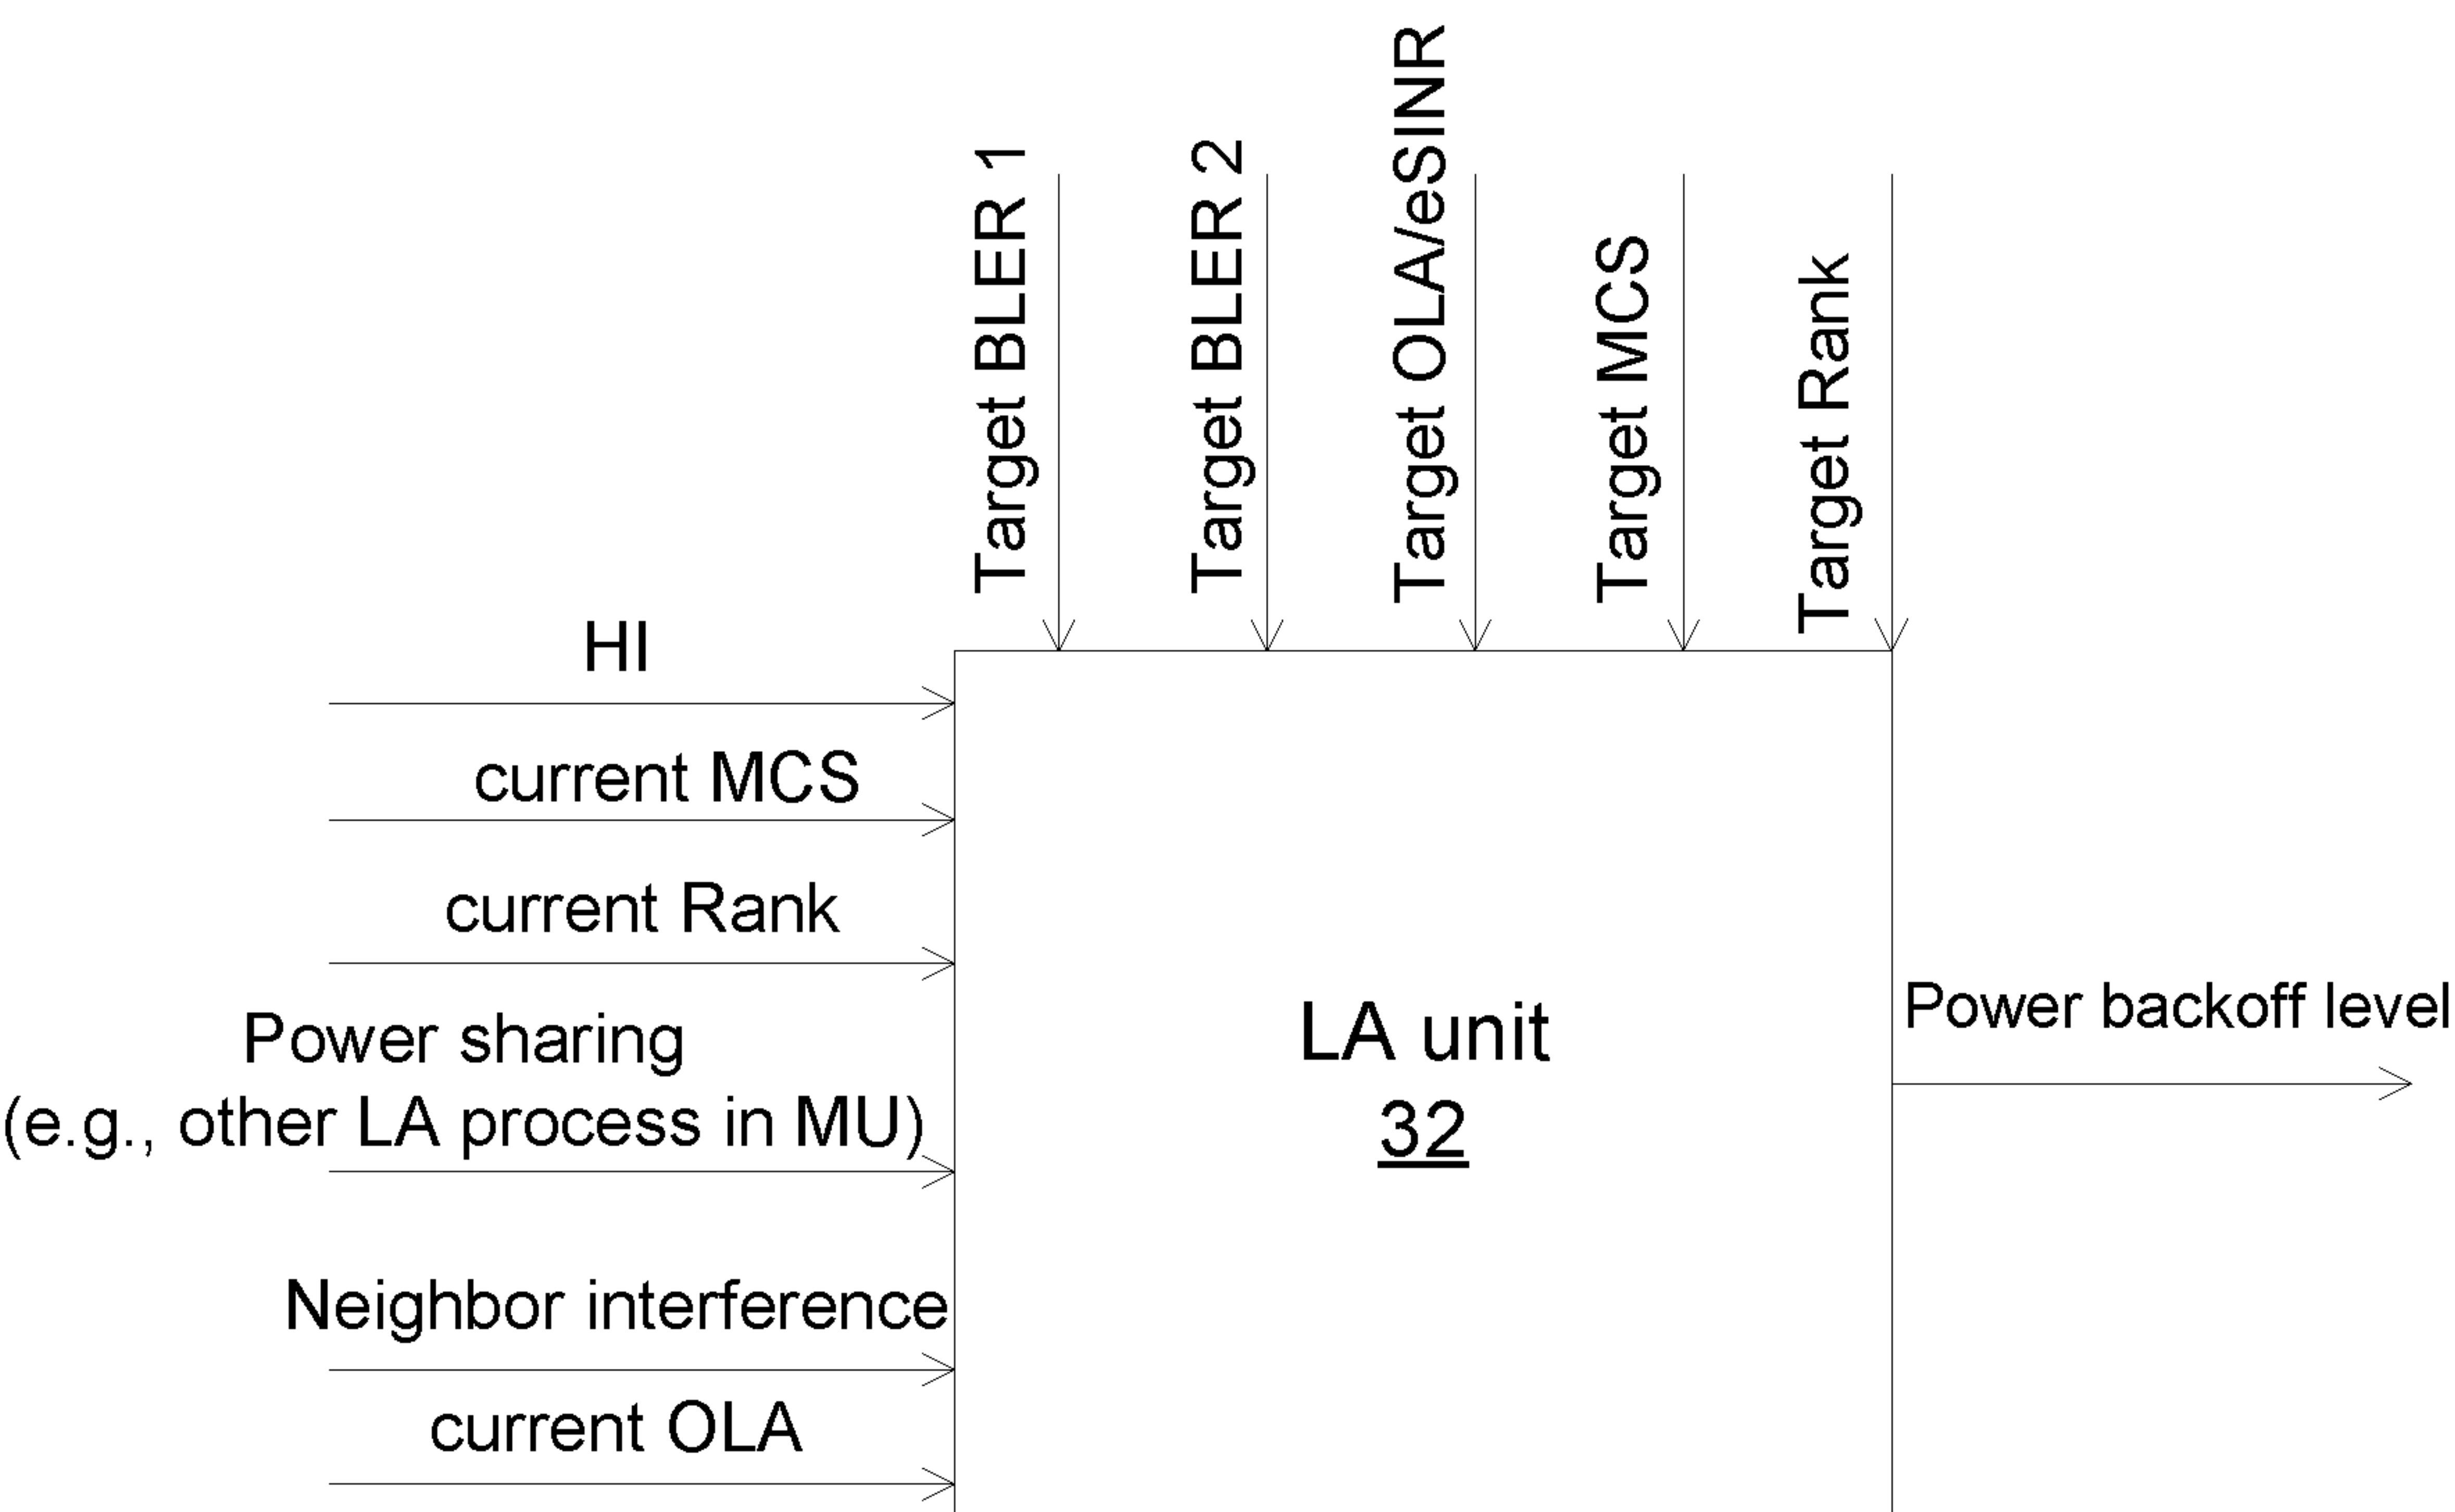 Target BLER 1
Target BLER 2
Target OLA/eSINR
Target MCS
Target Rank
HI
current MCS
current Rank
Power sharing
(e.g., other LA process in MU)
Neighbor interference
current OLA
LA unit
32
Power backoff level